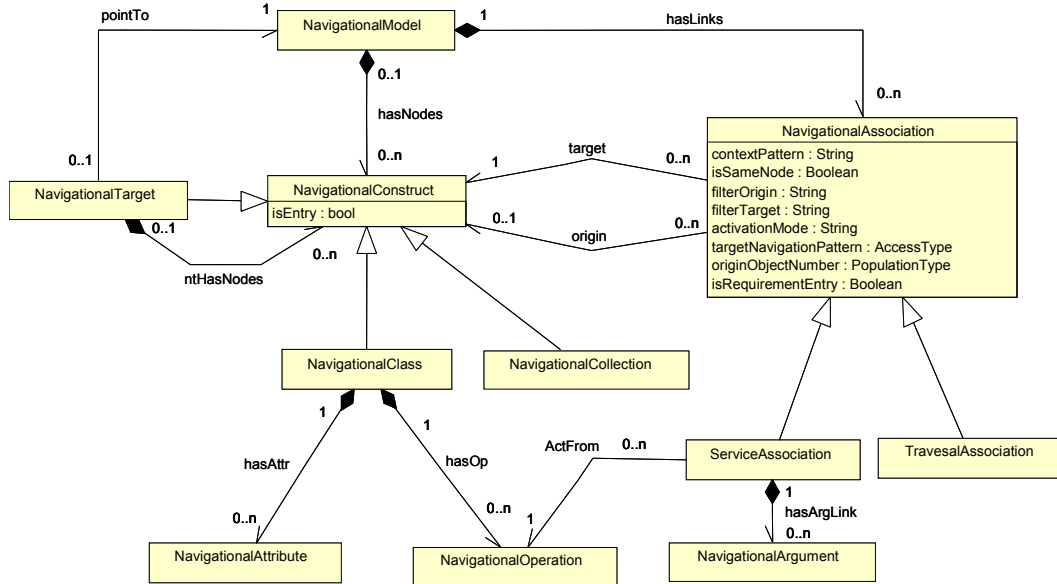 pointTo
1
NavigationalModel
1
hasLinks
0..1
hasNodes
0..n
0..n
NavigationalAssociation
contextPattern : String
isSameNode : Boolean
filterOrigin : String
filterTarget : String
activationMode : String
targetNavigationPattern : AccessType
originObjectNumber : PopulationType
isRequirementEntry : Boolean
target
1
0..n
0..1
NavigationalTarget
NavigationalConstruct
isEntry : bool
0..1
0..n
0..1
origin
0..n
ntHasNodes
NavigationalClass
NavigationalCollection
1
1
hasAttr
hasOp
ActFrom
0..n
ServiceAssociation
TravesalAssociation
1
hasArgLink
0..n
0..n
0..n
1
NavigationalAttribute
NavigationalOperation
NavigationalArgument